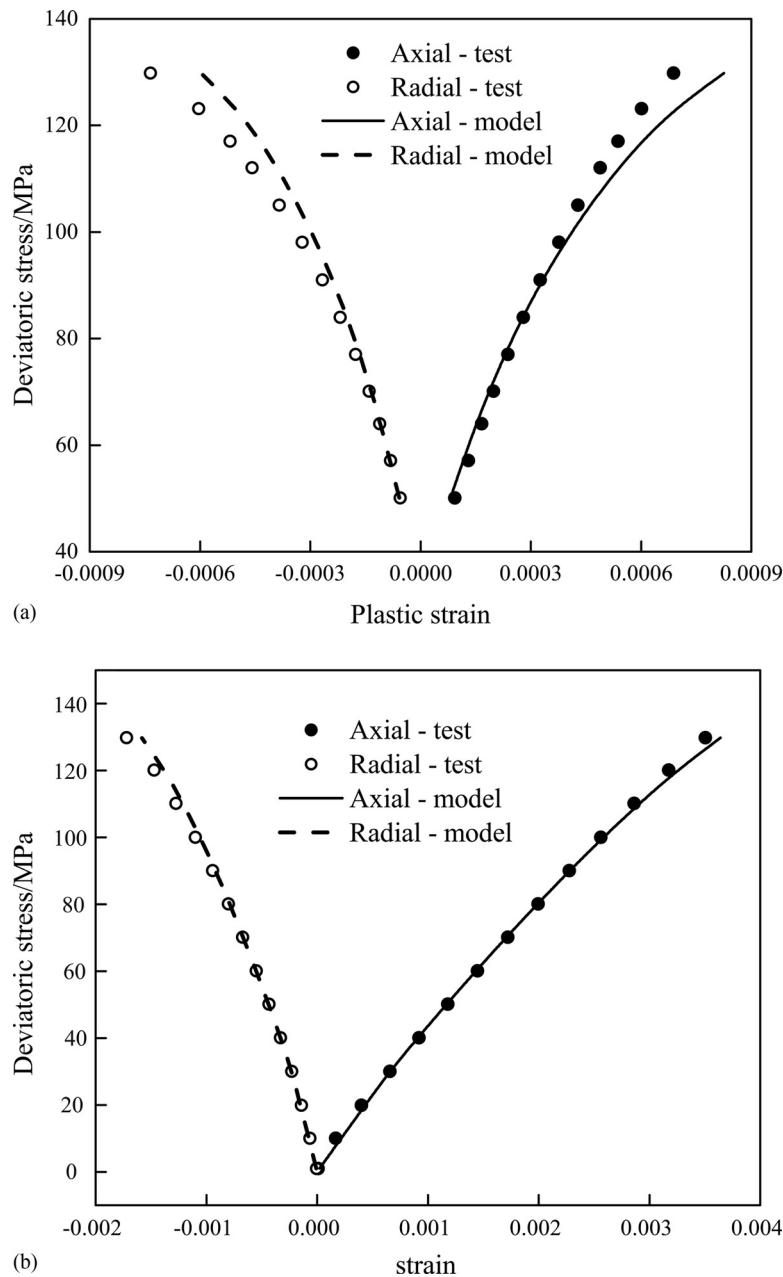 140
120
100
80
60
40
Deviatoric stress/MPa
Axial - test
Radial - test
Axial - model
Radial - model
-0.0009 -0.0006 -0.0003 0.0000 0.0003 0.0006 0.0009
(a)
Plastic strain
140
120
100
80
60
40
20
0
Deviatoric stress/MPa
Axial - test
Radial - test
Axial - model
Radial - model
-0.002 -0.001 0.000 0.001 0.002 0.003 0.004
(b)
strain